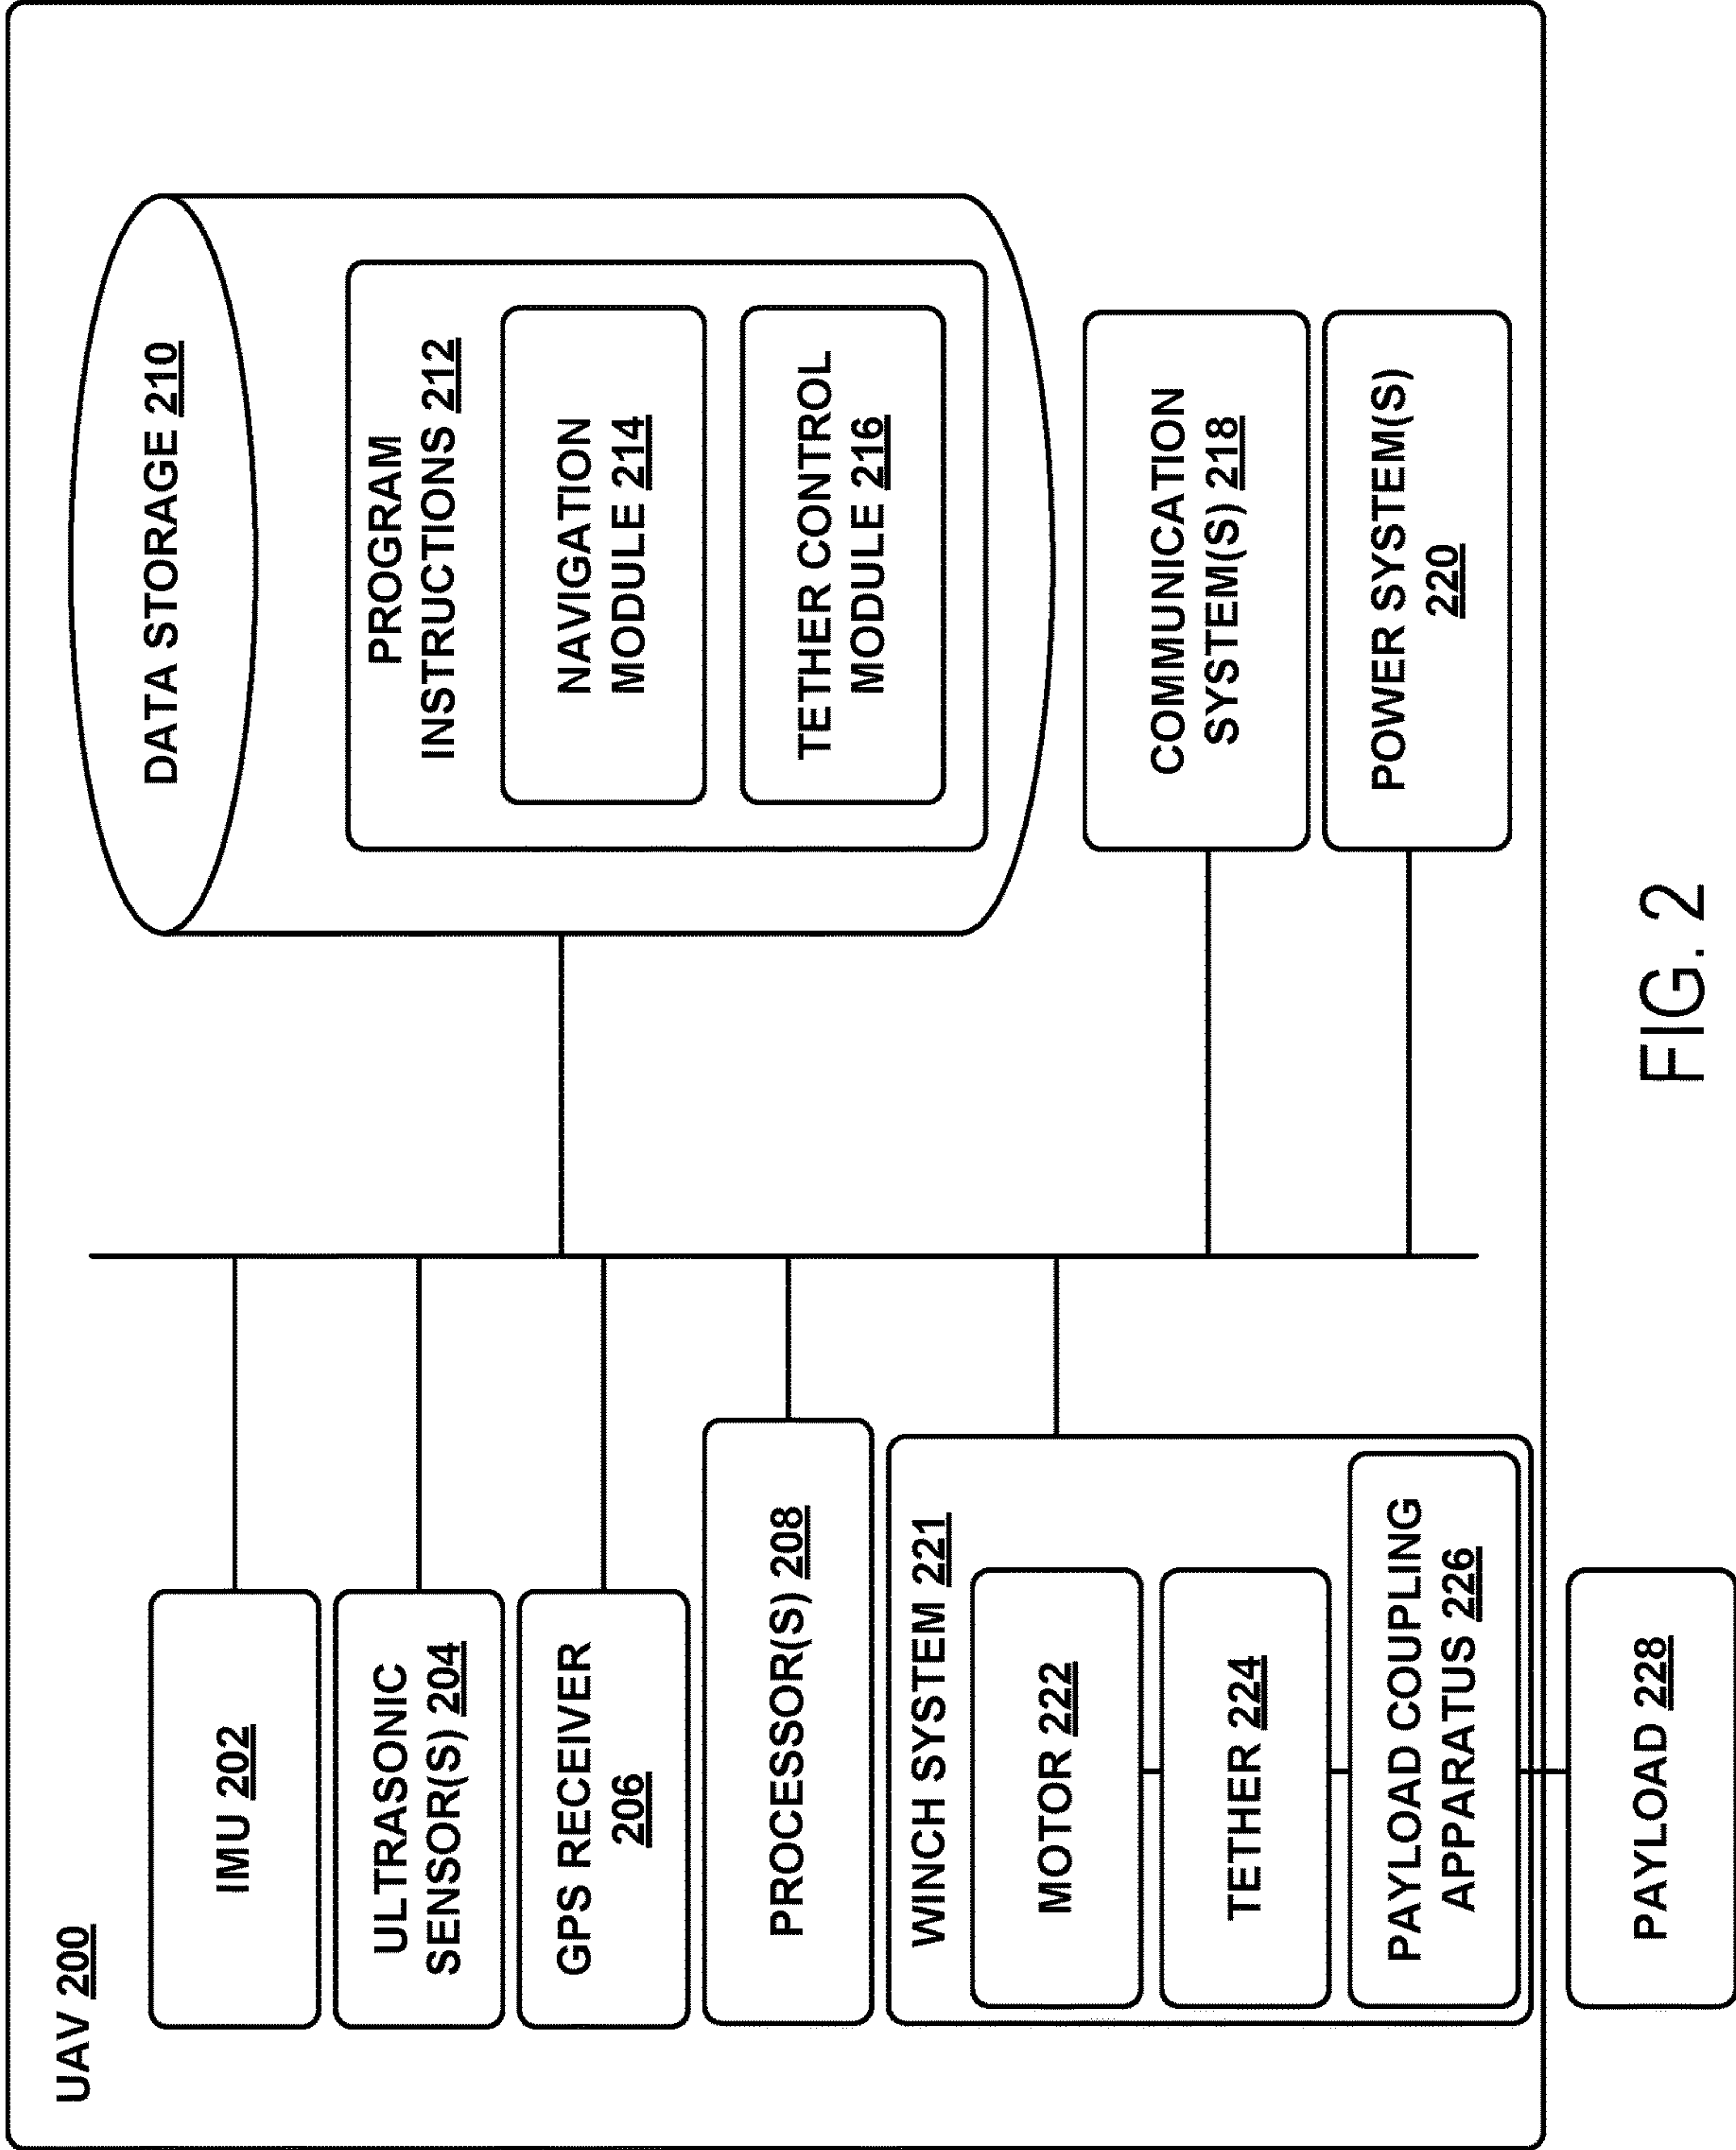 UAV 200
IMU 202
ULTRASONIC
SENSOR(S) 204
GPS RECEIVER
206
PROCESSOR(S) 208
WINCH SYSTEM 221
MOTOR 222
TETHER 224
PAYLOAD COUPLING
APPARATUS 226
PAYLOAD 228
DATA STORAGE 210
PROGRAM
INSTRUCTIONS 212
NAVIGATION
MODULE 214
TETHER CONTROL
MODULE 216
COMMUNICATION
SYSTEM(S) 218
POWER SYSTEM(S)
220
FIG. 2